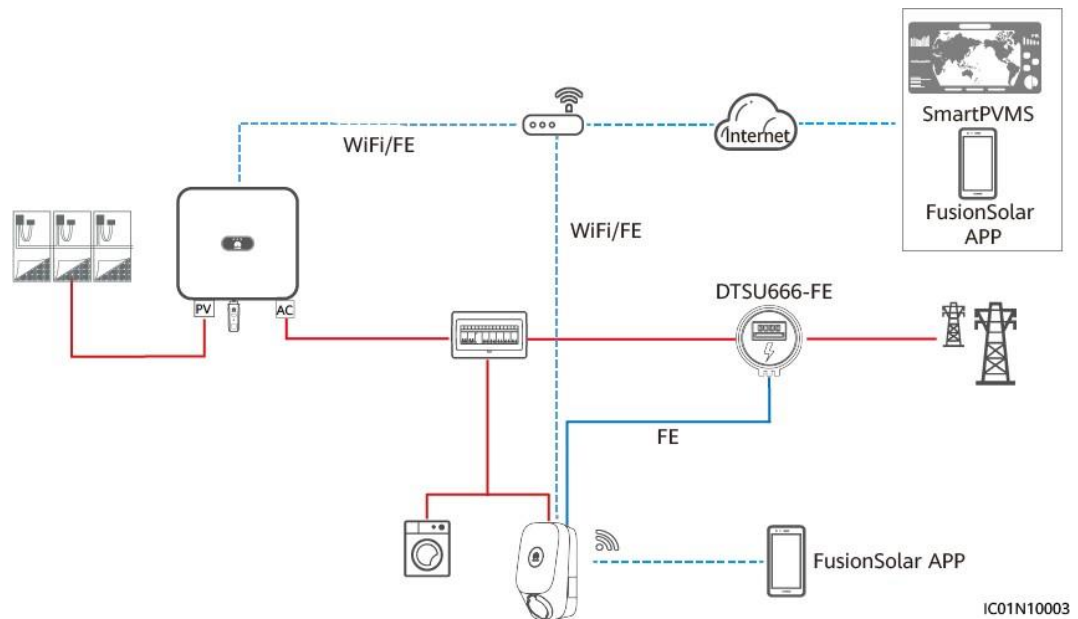 SmartPVMS
FusionSolar
APP
Internet
WiFi/FE
WiFi/FE
PV
AC
DTSU666-FE
FE
FusionSolar APP
IC01N10003